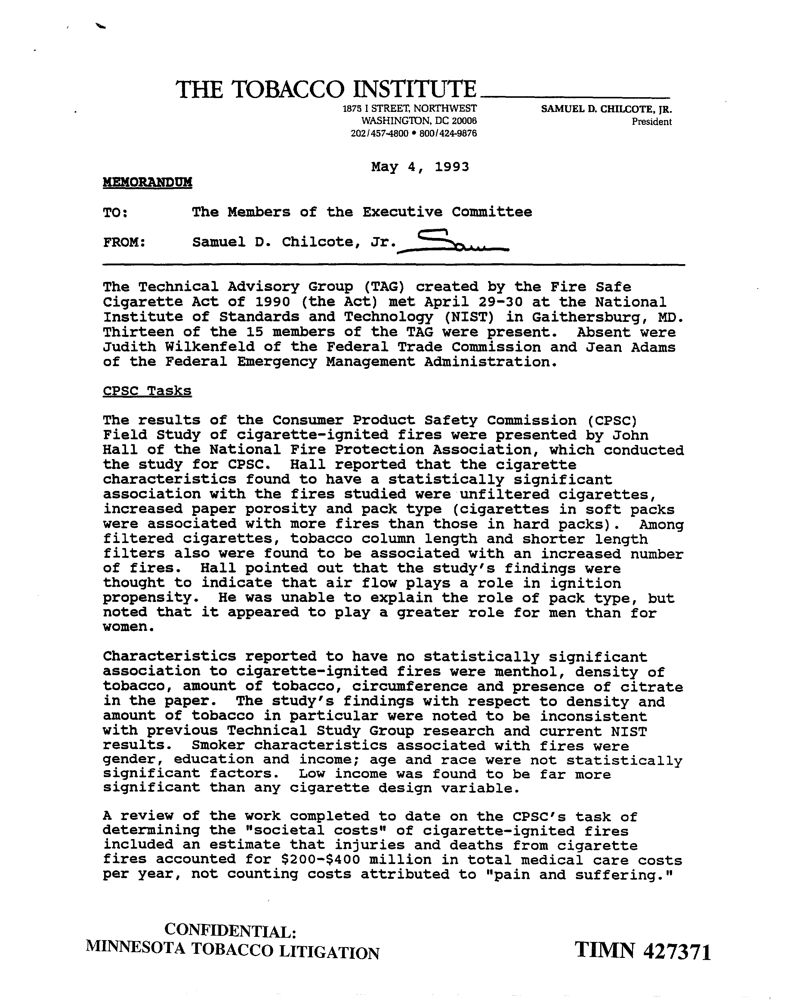 THE TOBACCO INSTITUTE
1875 I STREET, NORTHWEST
WASHINGTON, DC 20006
202/457-4800 • 800/424-9876
SAMUEL D. CHILCOTE, JR.
President
May 4, 1993
MEMORANDUM
TO: The Members of the Executive Committee
FROM: Samuel D. Chilcote, Jr. Sam
The Technical Advisory Group (TAG) created by the Fire Safe
Cigarette Act of 1990 (the Act) met April 29-30 at the National
Institute of Standards and Technology (NIST) in Gaithersburg, MD.
Thirteen of the 15 members of the TAG were present. Absent were
Judith Wilkenfeld of the Federal Trade Commission and Jean Adams
of the Federal Emergency Management Administration.
CPSC Tasks
The results of the Consumer Product Safety Commission (CPSC)
Field Study of cigarette-ignited fires were presented by John
Hall of the National Fire Protection Association, which conducted
the study for CPSC. Hall reported that the cigarette
characteristics found to have a statistically significant
association with the fires studied were unfiltered cigarettes,
increased paper porosity and pack type (cigarettes in soft packs
were associated with more fires than those in hard packs). Among
filtered cigarettes, tobacco column length and shorter length
filters also were found to be associated with an increased number
of fires. Hall pointed out that the study's findings were
thought to indicate that air flow plays a role in ignition
propensity. He was unable to explain the role of pack type, but
noted that it appeared to play a greater role for men than for
women.
Characteristics reported to have no statistically significant
association to cigarette-ignited fires were menthol, density of
tobacco, amount of tobacco, circumference and presence of citrate
in the paper. The study's findings with respect to density and
amount of tobacco in particular were noted to be inconsistent
with previous Technical Study Group research and current NIST
results. Smoker characteristics associated with fires were
gender, education and income; age and race were not statistically
significant factors. Low income was found to be far more
significant than any cigarette design variable.
A review of the work completed to date on the CPSC's task of
determining the "societal costs" of cigarette-ignited fires
included an estimate that injuries and deaths from cigarette
fires accounted for $200-$400 million in total medical care costs
per year, not counting costs attributed to "pain and suffering."
CONFIDENTIAL:
MINNESOTA TOBACCO LITIGATION
TIMN 427371